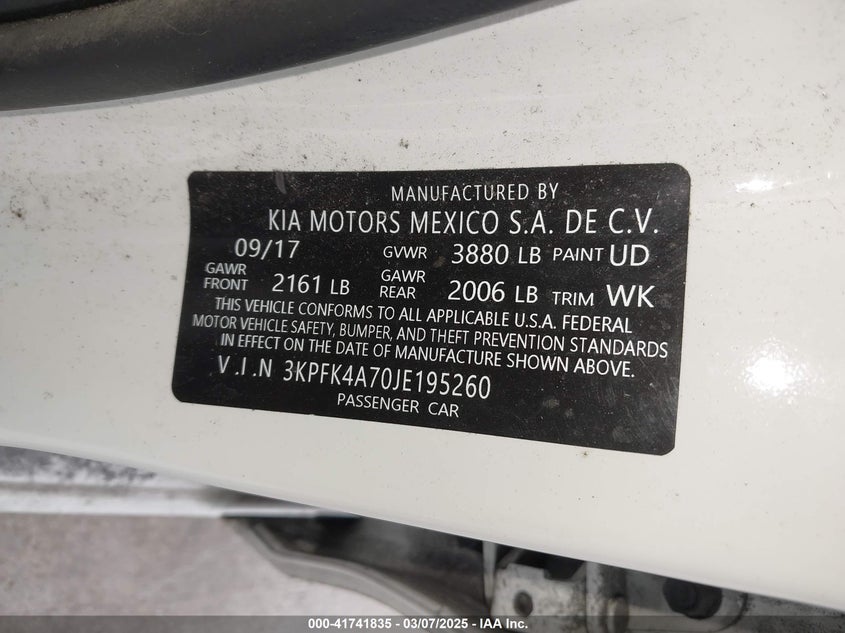 MANUFACTURED BY
KIA MOTORS MEXICO S.A. DE C.V.
09/17 GVWR 3880 LB PAINT UD
GAWR FRONT 2161 LB GAWR REAR 2006 LB TRIM WK
THIS VEHICLE CONFORMS TO ALL APPLICABLE U.S.A. FEDERAL
MOTOR VEHICLE SAFETY, BUMPER, AND THEFT PREVENTION STANDARDS
IN EFFECT ON THE DATE OF MANUFACTURE SHOWN ABOVE.
V.I.N 3KPFK4A70JE195260
PASSENGER CAR
000-41741835 - 03/07/2025 - IAA Inc.